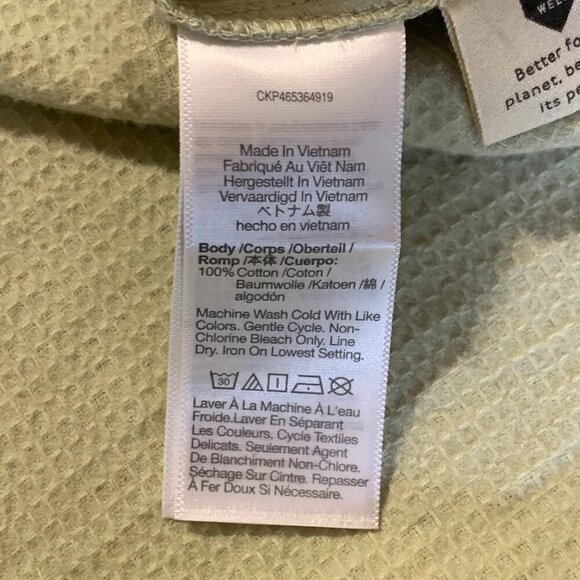 WELL
Better fo
planet, be
its pe
CKP465364919
Made In Vietnam
Fabriqué Au Viêt Nam
Hergestellt In Vietnam
Vervaardigd In Vietnam
ベトナム製
hecho en vietnam
Body /Corps /Oberteil /
Romp /本体 /Cuerpo:
100% Cotton /Coton /
Baumwolle /Katoen /綿 /
algodón
Machine Wash Cold With Like
Colors. Gentle Cycle. Non-
Chlorine Bleach Only. Line
Dry. Iron On Lowest Setting.
30
Laver À La Machine À L'eau
Froide.Laver En Séparant
Les Couleurs, Cycle Textiles
Delicats. Seulement Agent
De Blanchiment Non-Chlore.
Séchage Sur Cintre. Repasser
À Fer Doux Si Nécessaire.